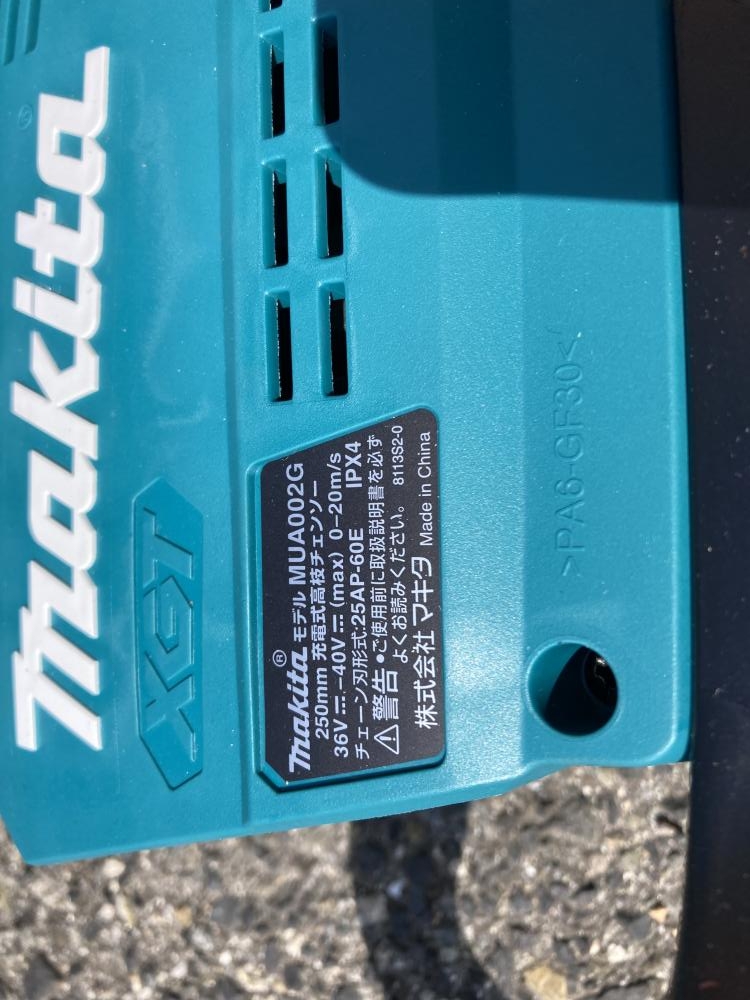 makita
XGT
makita® モデル MUA002G
250mm 充電式高枝チェンソー
36V⎓-40V⎓(max) 0-20m/s
チェーン刃形式:25AP-60E IPX4
⚠警告 •ご使用前に取扱説明書を必ず
よくお読みください。 8113S2-0
株式会社 マキタ Made in China
>PA6-GF30<